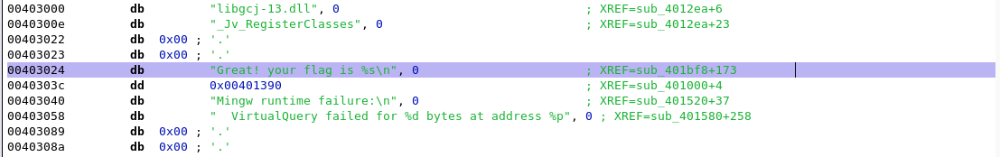 00403000 db "libgcj-13.dll", 0 ; XREF=sub_4012ea+6
0040300e db "_Jv_RegisterClasses", 0 ; XREF=sub_4012ea+23
00403022 db 0x00 ; '.'
00403023 db 0x00 ; '.'
00403024 db "Great! your flag is %s\n", 0 ; XREF=sub_401bf8+173
0040303c dd 0x00401390 ; XREF=sub_401000+4
00403040 db "Mingw runtime failure:\n", 0 ; XREF=sub_401520+37
00403058 db "  VirtualQuery failed for %d bytes at address %p", 0 ; XREF=sub_401580+258
00403089 db 0x00 ; '.'
0040308a db 0x00 ; '.'